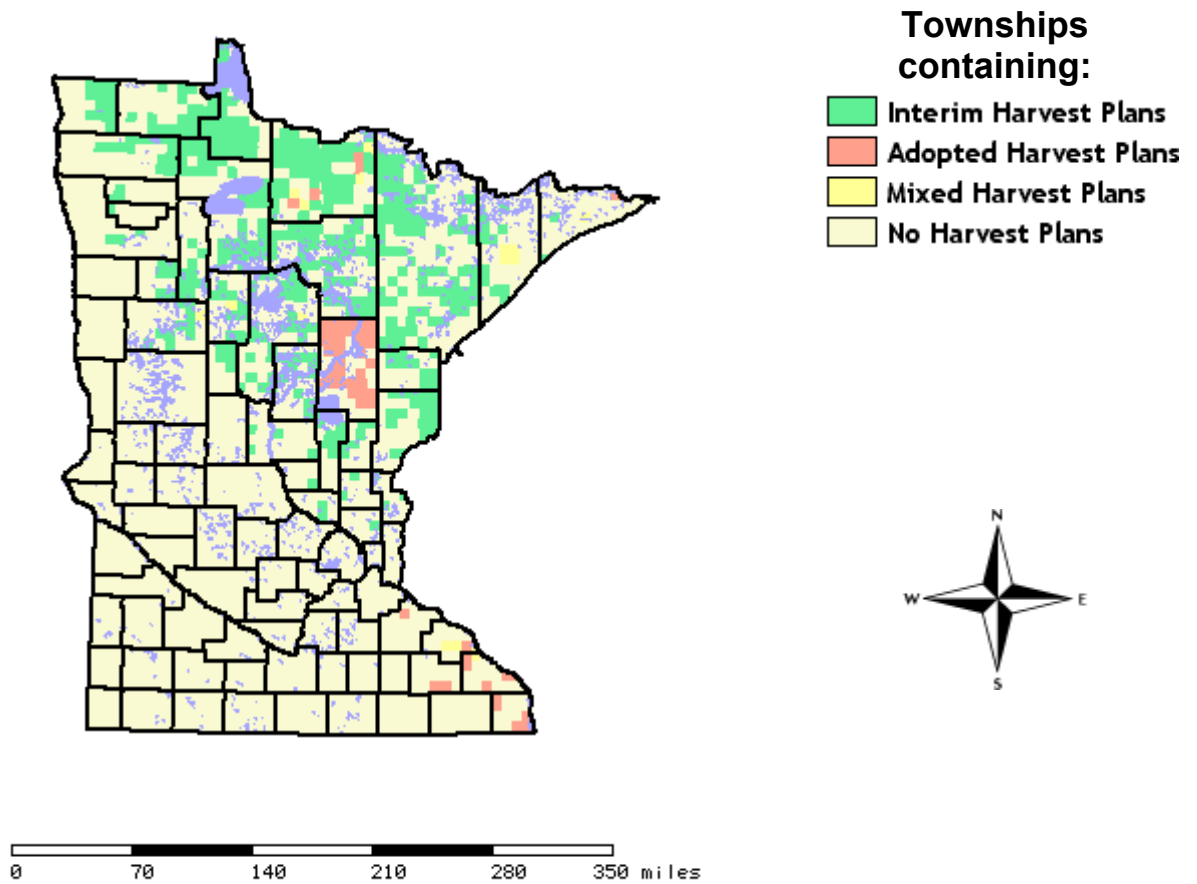 Townships
containing:
Interim Harvest Plans
Adopted Harvest Plans
Mixed Harvest Plans
No Harvest Plans
N
W E
S
0 70 140 210 280 350 miles